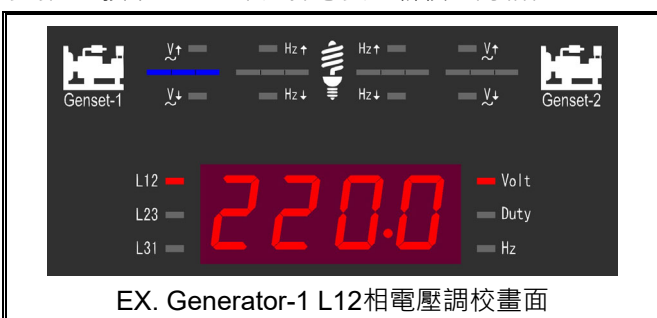 V↑ Hz↑ Hz↑ V↑
Genset-1 V↓ Hz↓ Hz↓ V↓ Genset-2
L12 Volt
L23 220.0 Duty
L31 Hz
EX. Generator-1 L12相電壓調校畫面